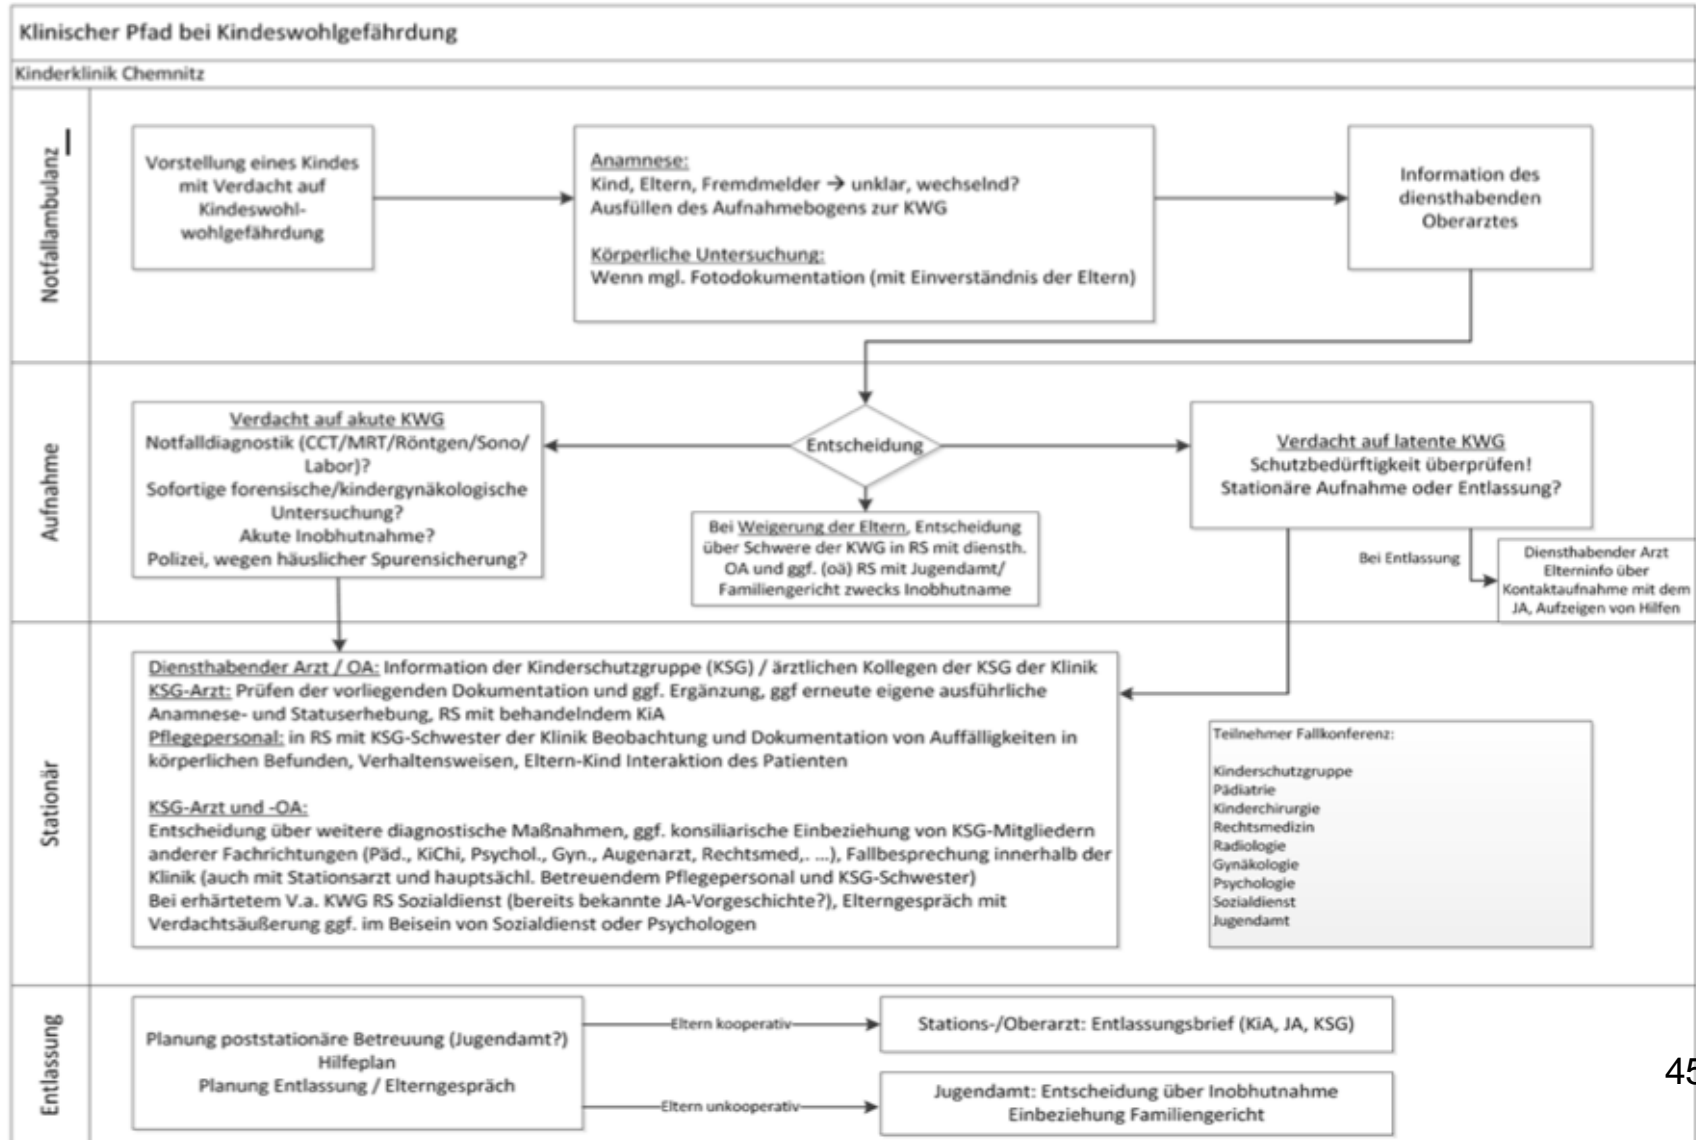 Klinischer Pfad bei Kindeswohlgefährdung
Kinderklinik Chemnitz
Notfallambulanz
Vorstellung eines Kindes
mit Verdacht auf
Kindeswohl-
wohlgefährdung
Anamnese:
Kind, Eltern, Fremdmelder → unklar, wechselnd?
Ausfüllen des Aufnahmebogens zur KWG
Körperliche Untersuchung:
Wenn mgl. Fotodokumentation (mit Einverständnis der Eltern)
Information des
diensthabenden
Oberarztes
Aufnahme
Verdacht auf akute KWG
Notfalldiagnostik (CCT/MRT/Röntgen/Sono/
Labor)?
Sofortige forensische/kindergynäkologische
Untersuchung?
Akute Inobhutnahme?
Polizei, wegen häuslicher Spurensicherung?
Entscheidung
Bei Weigerung der Eltern, Entscheidung
über Schwere der KWG in RS mit diensth.
OA und ggf. (oä) RS mit Jugendamt/
Familiengericht zwecks Inobhutname
Verdacht auf latente KWG
Schutzbedürftigkeit überprüfen!
Stationäre Aufnahme oder Entlassung?
Bei Entlassung
Diensthabender Arzt
Elterninfo über
Kontaktaufnahme mit dem
JA, Aufzeigen von Hilfen
Stationär
Diensthabender Arzt / OA: Information der Kinderschutzgruppe (KSG) / ärztlichen Kollegen der KSG der Klinik
KSG-Arzt: Prüfen der vorliegenden Dokumentation und ggf. Ergänzung, ggf erneute eigene ausführliche
Anamnese- und Statuserhebung, RS mit behandelndem KiA
Pflegepersonal: in RS mit KSG-Schwester der Klinik Beobachtung und Dokumentation von Auffälligkeiten in
körperlichen Befunden, Verhaltensweisen, Eltern-Kind Interaktion des Patienten
KSG-Arzt und -OA:
Entscheidung über weitere diagnostische Maßnahmen, ggf. konsiliarische Einbeziehung von KSG-Mitgliedern
anderer Fachrichtungen (Päd., KiChi, Psychol., Gyn., Augenarzt, Rechtsmed,. ...), Fallbesprechung innerhalb der
Klinik (auch mit Stationsarzt und hauptsächl. Betreuendem Pflegepersonal und KSG-Schwester)
Bei erhärtetem V.a. KWG RS Sozialdienst (bereits bekannte JA-Vorgeschichte?), Elterngespräch mit
Verdachtsäußerung ggf. im Beisein von Sozialdienst oder Psychologen
Teilnehmer Fallkonferenz:
Kinderschutzgruppe
Pädiatrie
Kinderchirurgie
Rechtsmedizin
Radiologie
Gynäkologie
Psychologie
Sozialdienst
Jugendamt
Entlassung
Planung poststationäre Betreuung (Jugendamt?)
Hilfeplan
Planung Entlassung / Elterngespräch
Eltern kooperativ
Stations-/Oberarzt: Entlassungsbrief (KiA, JA, KSG)
Eltern unkooperativ
Jugendamt: Entscheidung über Inobhutnahme
Einbeziehung Familiengericht
45